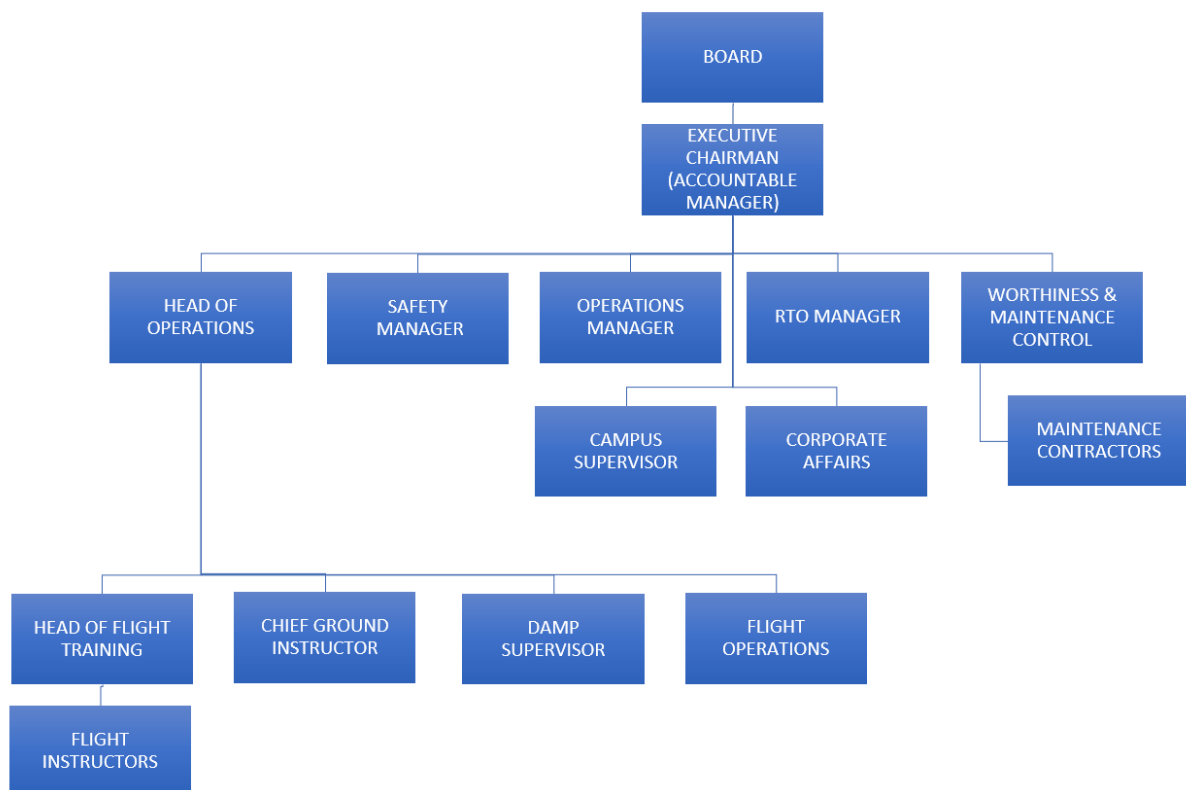 BOARD
EXECUTIVE
CHAIRMAN
(ACCOUNTABLE
MANAGER)
HEAD OF
OPERATIONS
SAFETY
MANAGER
OPERATIONS
MANAGER
RTO MANAGER
WORTHINESS &
MAINTENANCE
CONTROL
CAMPUS
SUPERVISOR
CORPORATE
AFFAIRS
MAINTENANCE
CONTRACTORS
HEAD OF FLIGHT
TRAINING
CHIEF GROUND
INSTRUCTOR
DAMP
SUPERVISOR
FLIGHT
OPERATIONS
FLIGHT
INSTRUCTORS